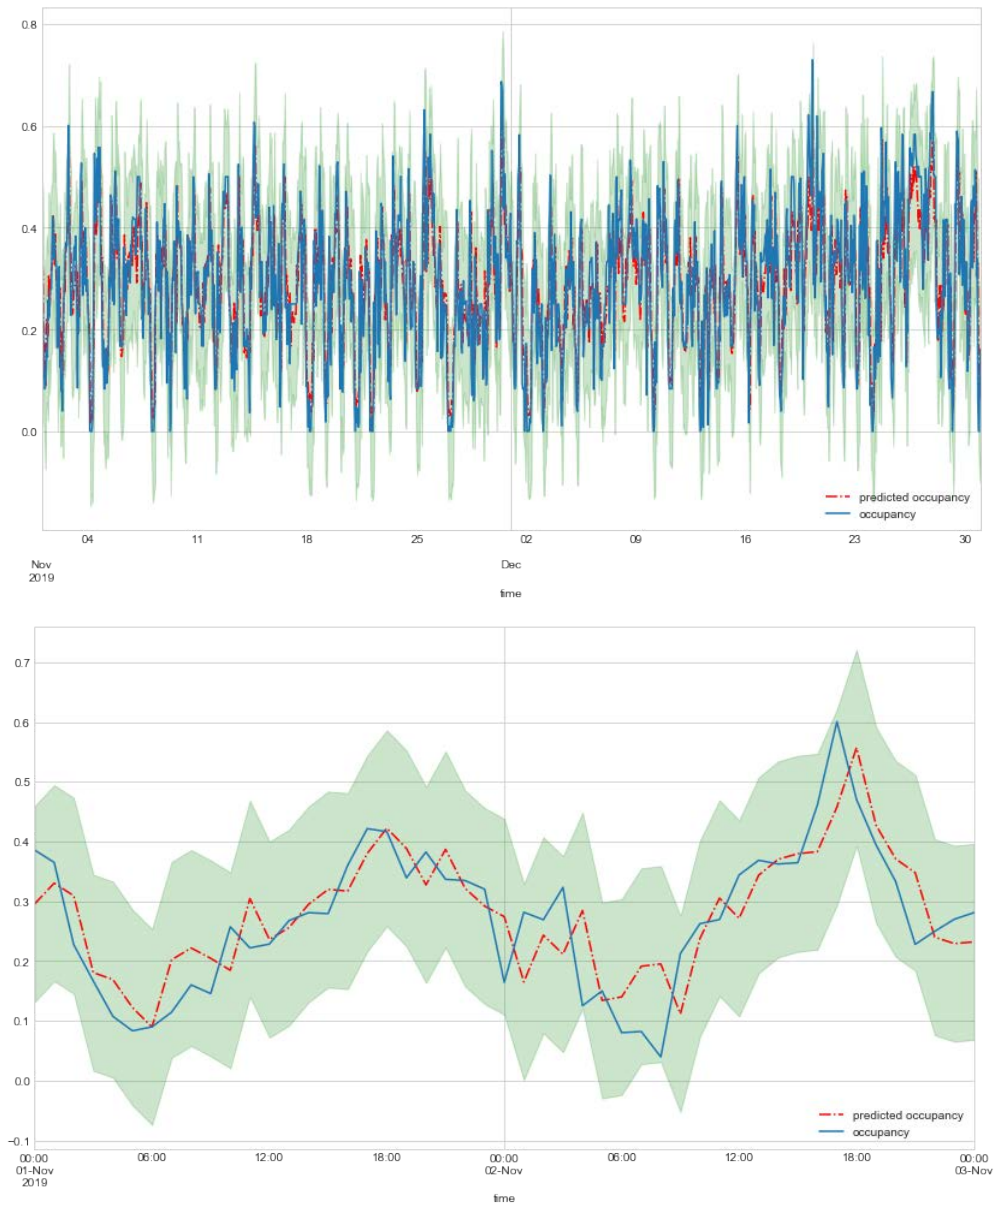 0.8
0.6
0.4
0.2
0.0
predicted occupancy
occupancy
04 11 18 25 02 09 16 23 30
Nov Dec
2019
time
0.7
0.6
0.5
0.4
0.3
0.2
0.1
0.0
predicted occupancy
occupancy
−0.1
00:00 06:00 12:00 18:00 00:00 06:00 12:00 18:00 00:00
01-Nov 02-Nov 03-Nov
2019
time